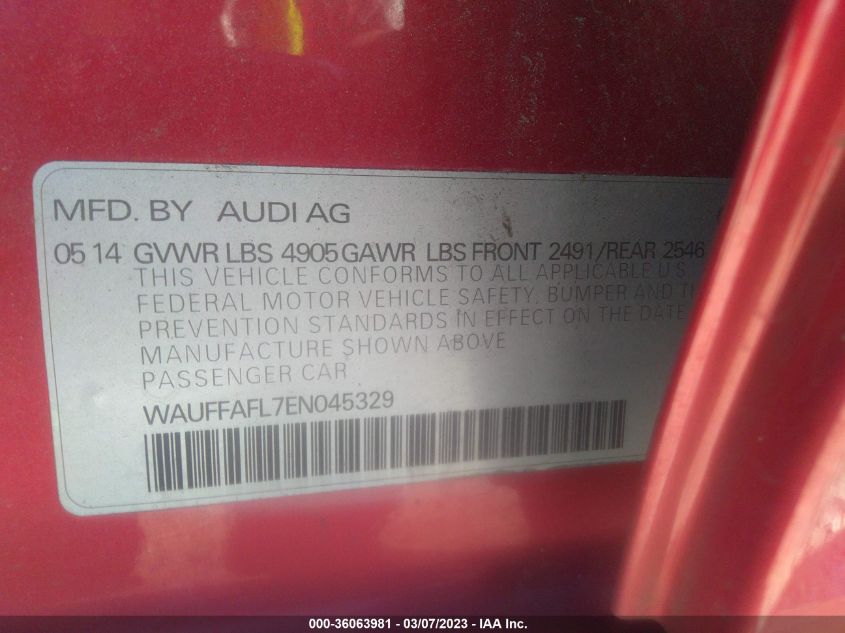 MFD. BY AUDI AG
05 14 GVWR LBS 4905 GAWR LBS FRONT 2491/REAR 2546
THIS VEHICLE CONFORMS TO ALL APPLICABLE U.S.
FEDERAL MOTOR VEHICLE SAFETY, BUMPER AND
PREVENTION STANDARDS IN EFFECT ON THE DATE
MANUFACTURE SHOWN ABOVE
PASSENGER CAR
WAUFFAFL7EN045329
000-36063981 — 03/07/2023 — IAA Inc.